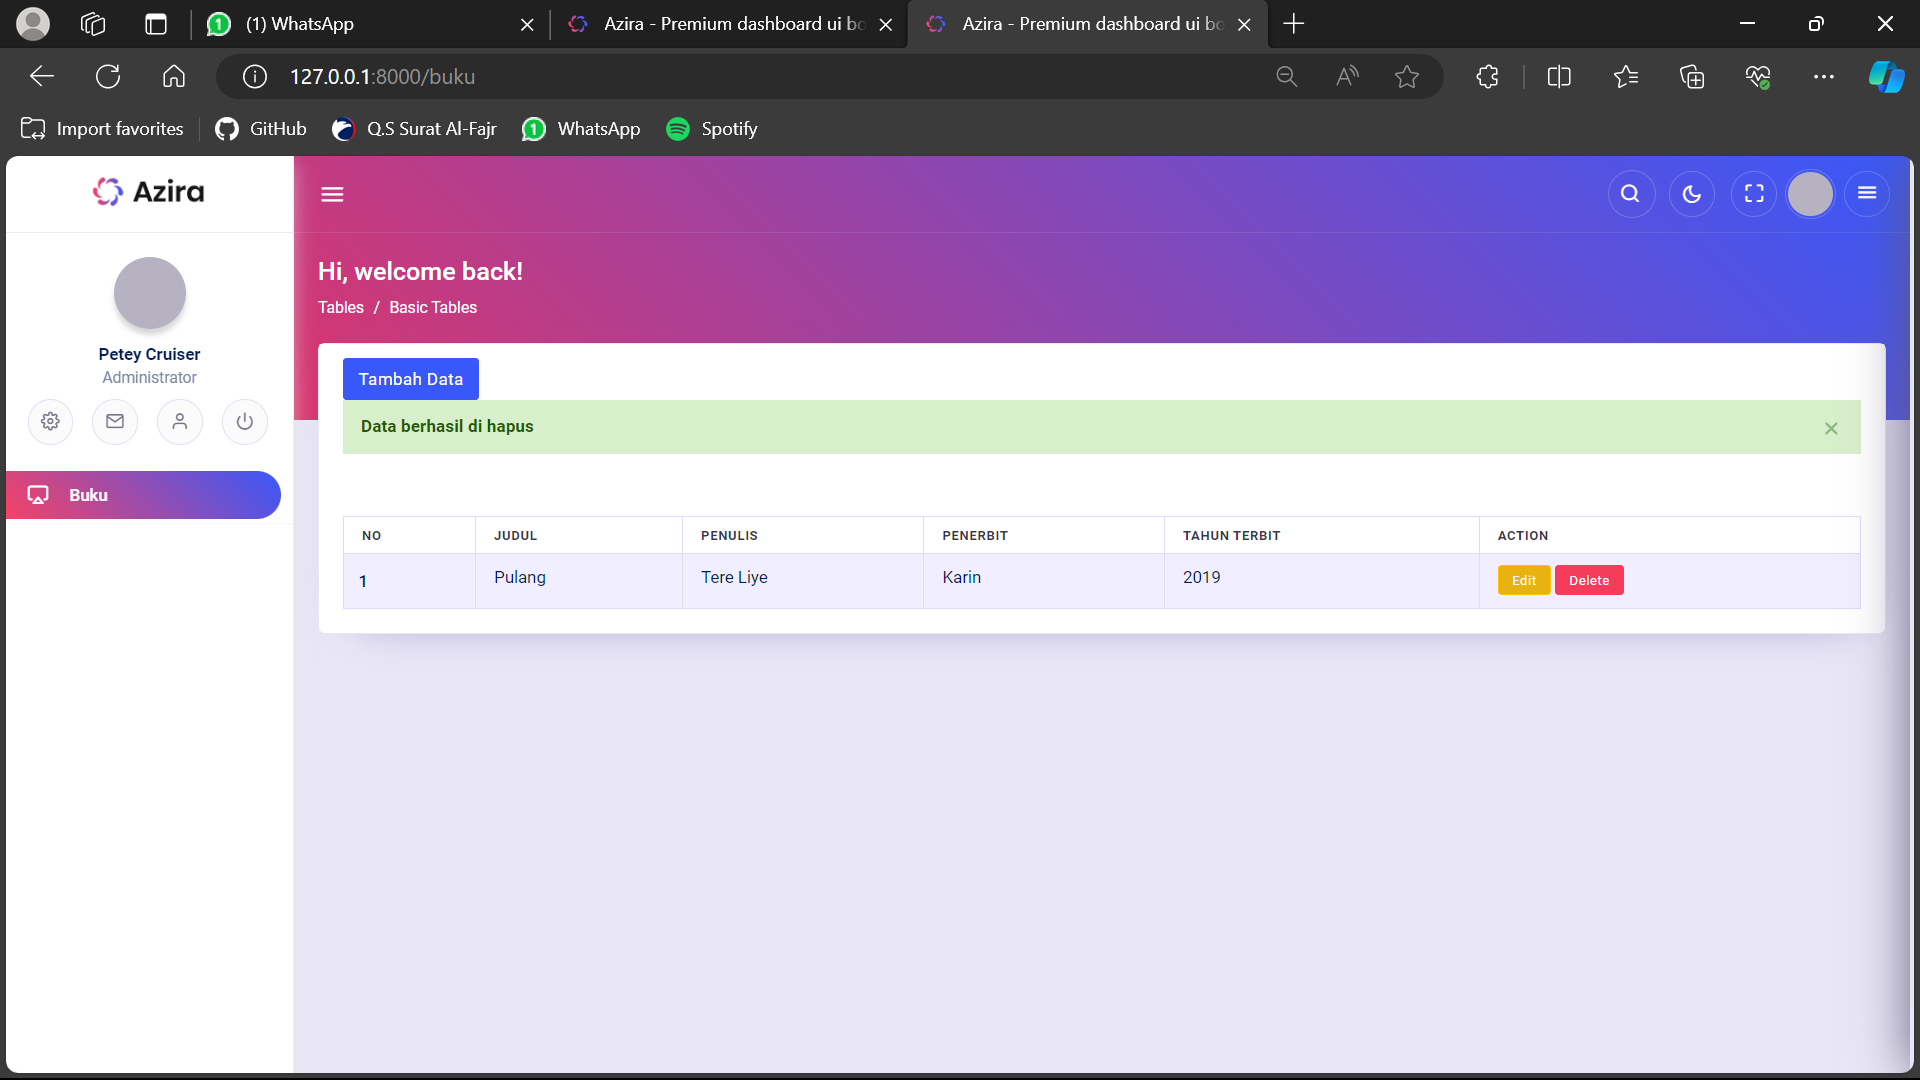 (1) WhatsApp
Azira - Premium dashboard ui bo
Azira - Premium dashboard ui bo
127.0.0.1:8000/buku
Import favorites
GitHub
Q.S Surat Al-Fajr
1
WhatsApp
Spotify
Azira
Hi, welcome back!
Tables / Basic Tables
Petey Cruiser
Administrator
Buku
Tambah Data
Data berhasil di hapus
NO JUDUL PENULIS PENERBIT TAHUN TERBIT ACTION
1 Pulang Tere Liye Karin 2019 Edit Delete